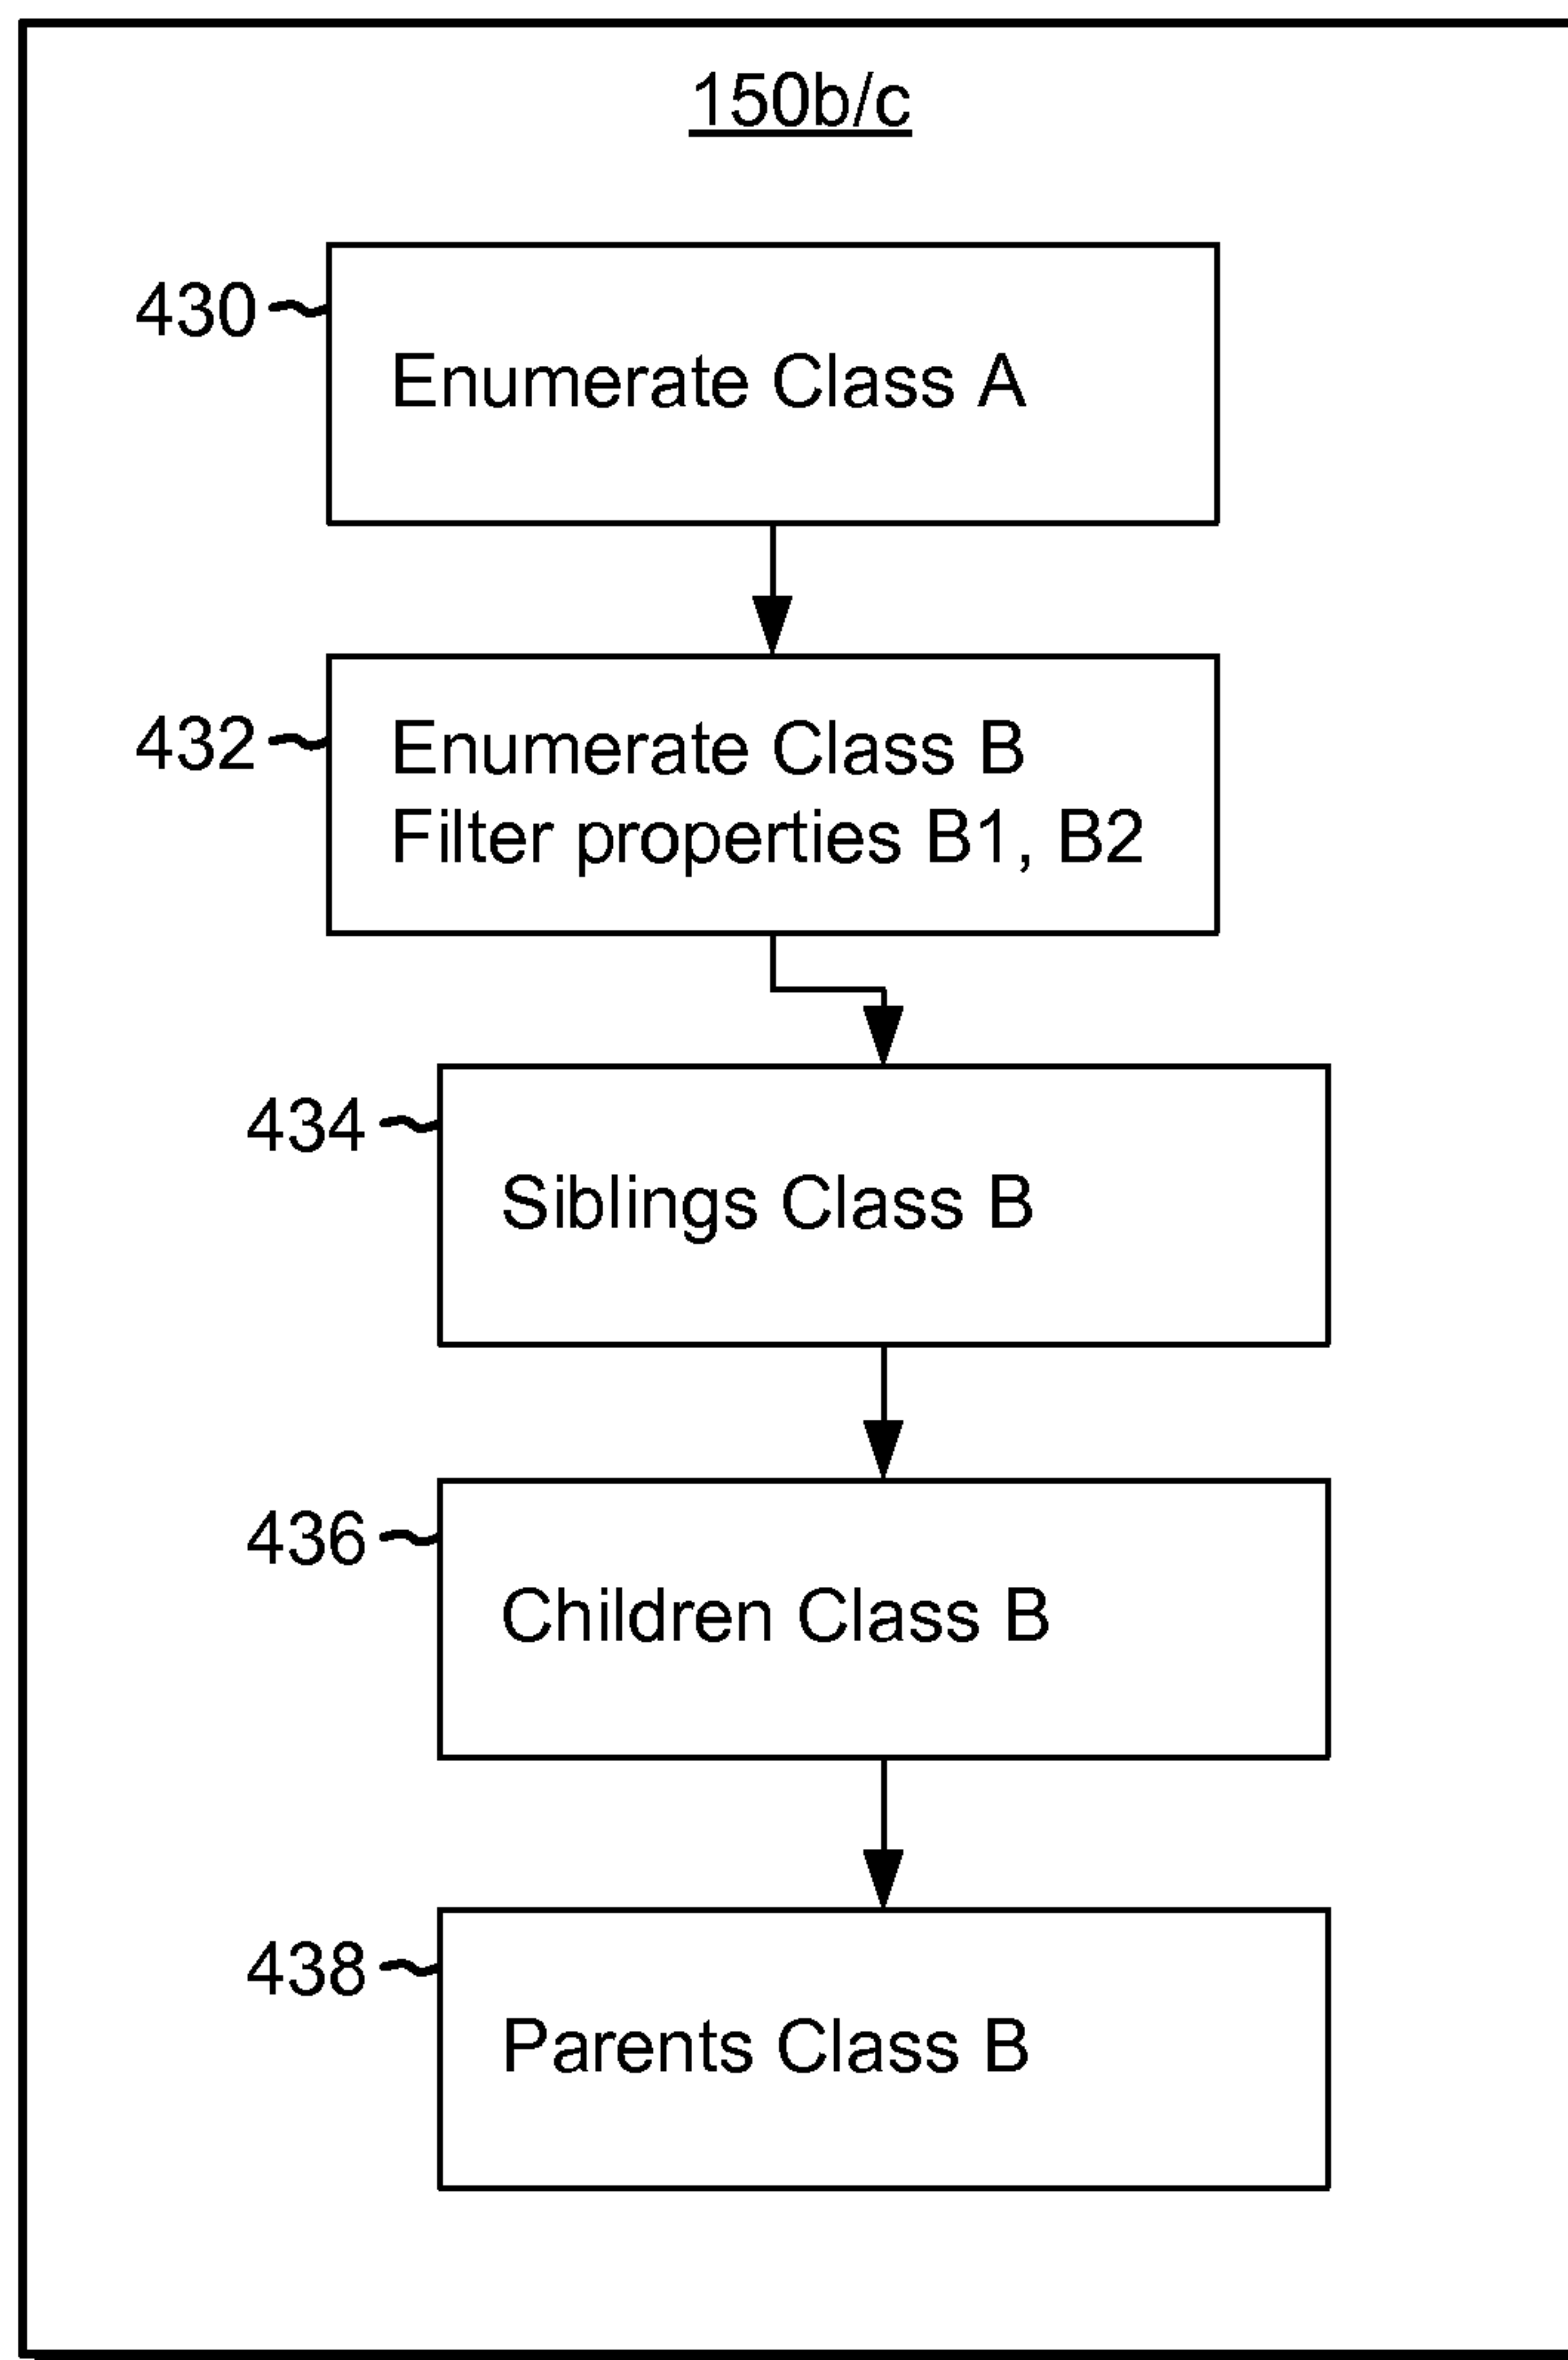 150b/c
430
Enumerate Class A
432
Enumerate Class B
Filter properties B1, B2
434
Siblings Class B
436
Children Class B
438
Parents Class B